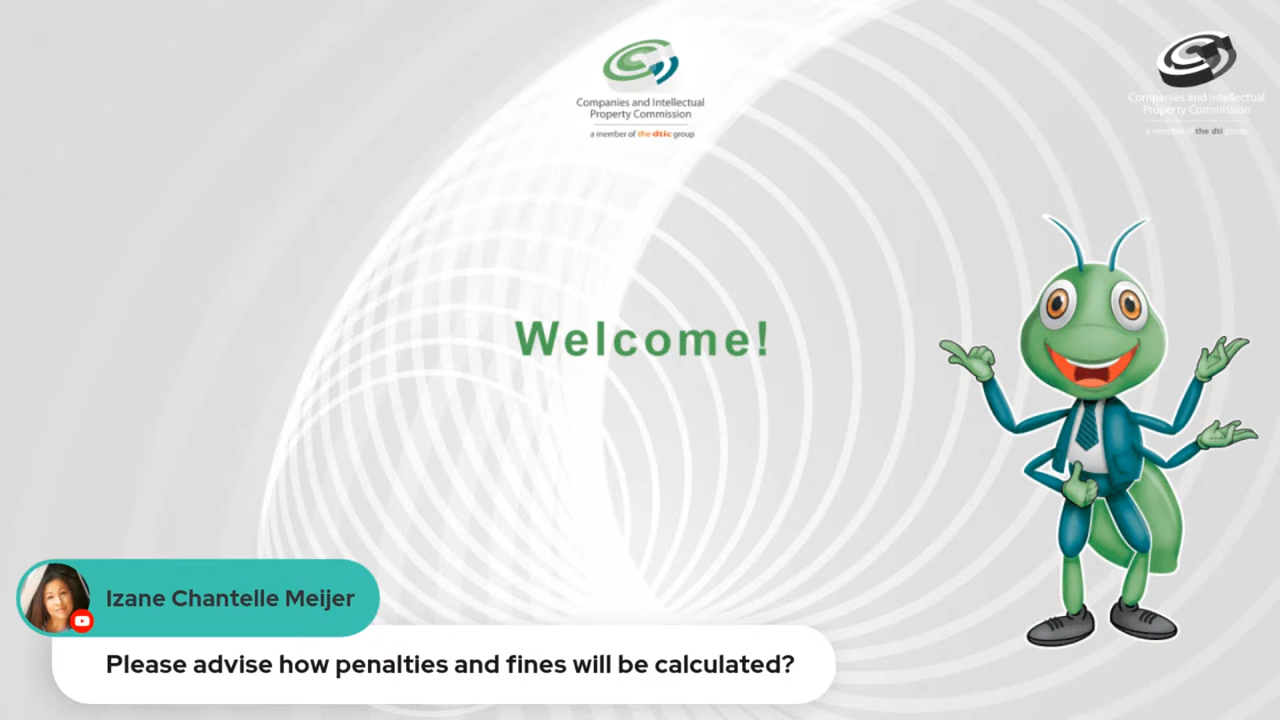 Companies and Intellectual
Property Commission
a member of the dtic group
Companies and Intellectual
Property Commission
a member of the dti group
Welcome!
Izane Chantelle Meijer
Please advise how penalties and fines will be calculated?